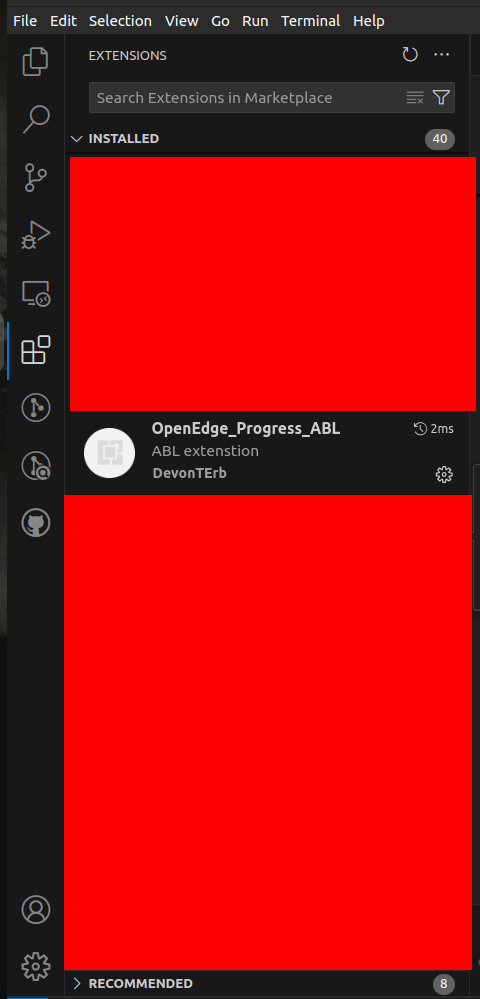 File Edit Selection View Go Run Terminal Help
EXTENSIONS
Search Extensions in Marketplace
INSTALLED 40
OpenEdge_Progress_ABL 2ms
ABL extenstion
DevonTErb
RECOMMENDED 8